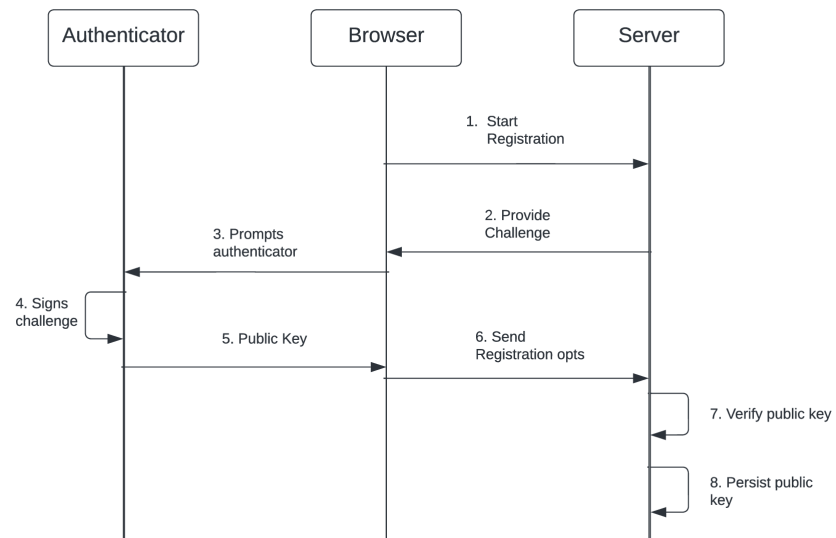 Authenticator
Browser
Server
1. Start
Registration
2. Provide
Challenge
3. Prompts
authenticator
4. Signs
challenge
5. Public Key
6. Send
Registration opts
7. Verify public key
8. Persist public
key